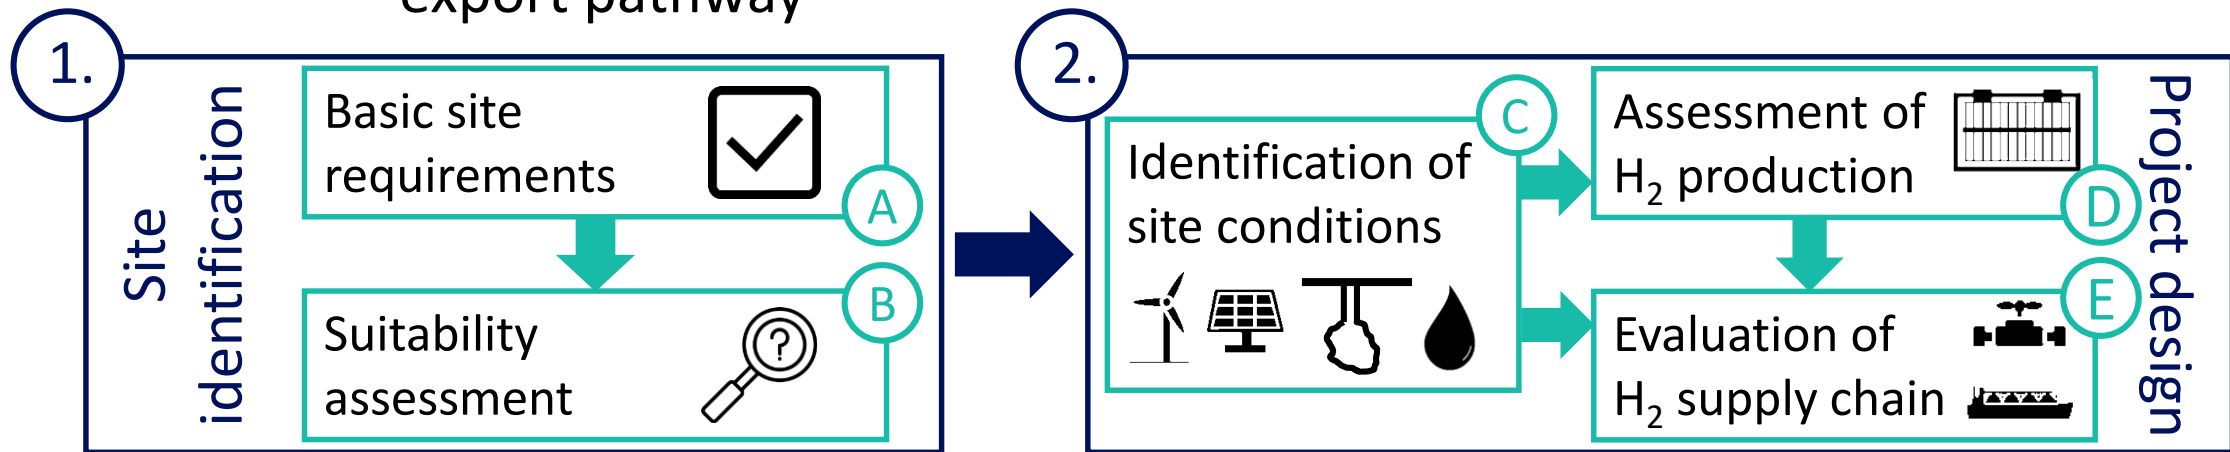 export pathway
1.
Site
identification
Basic site
requirements
A
B
Suitability
assessment
?
2.
C
Identification of
site conditions
Assessment of
H₂ production
D
E
Evaluation of
H₂ supply chain
Project design